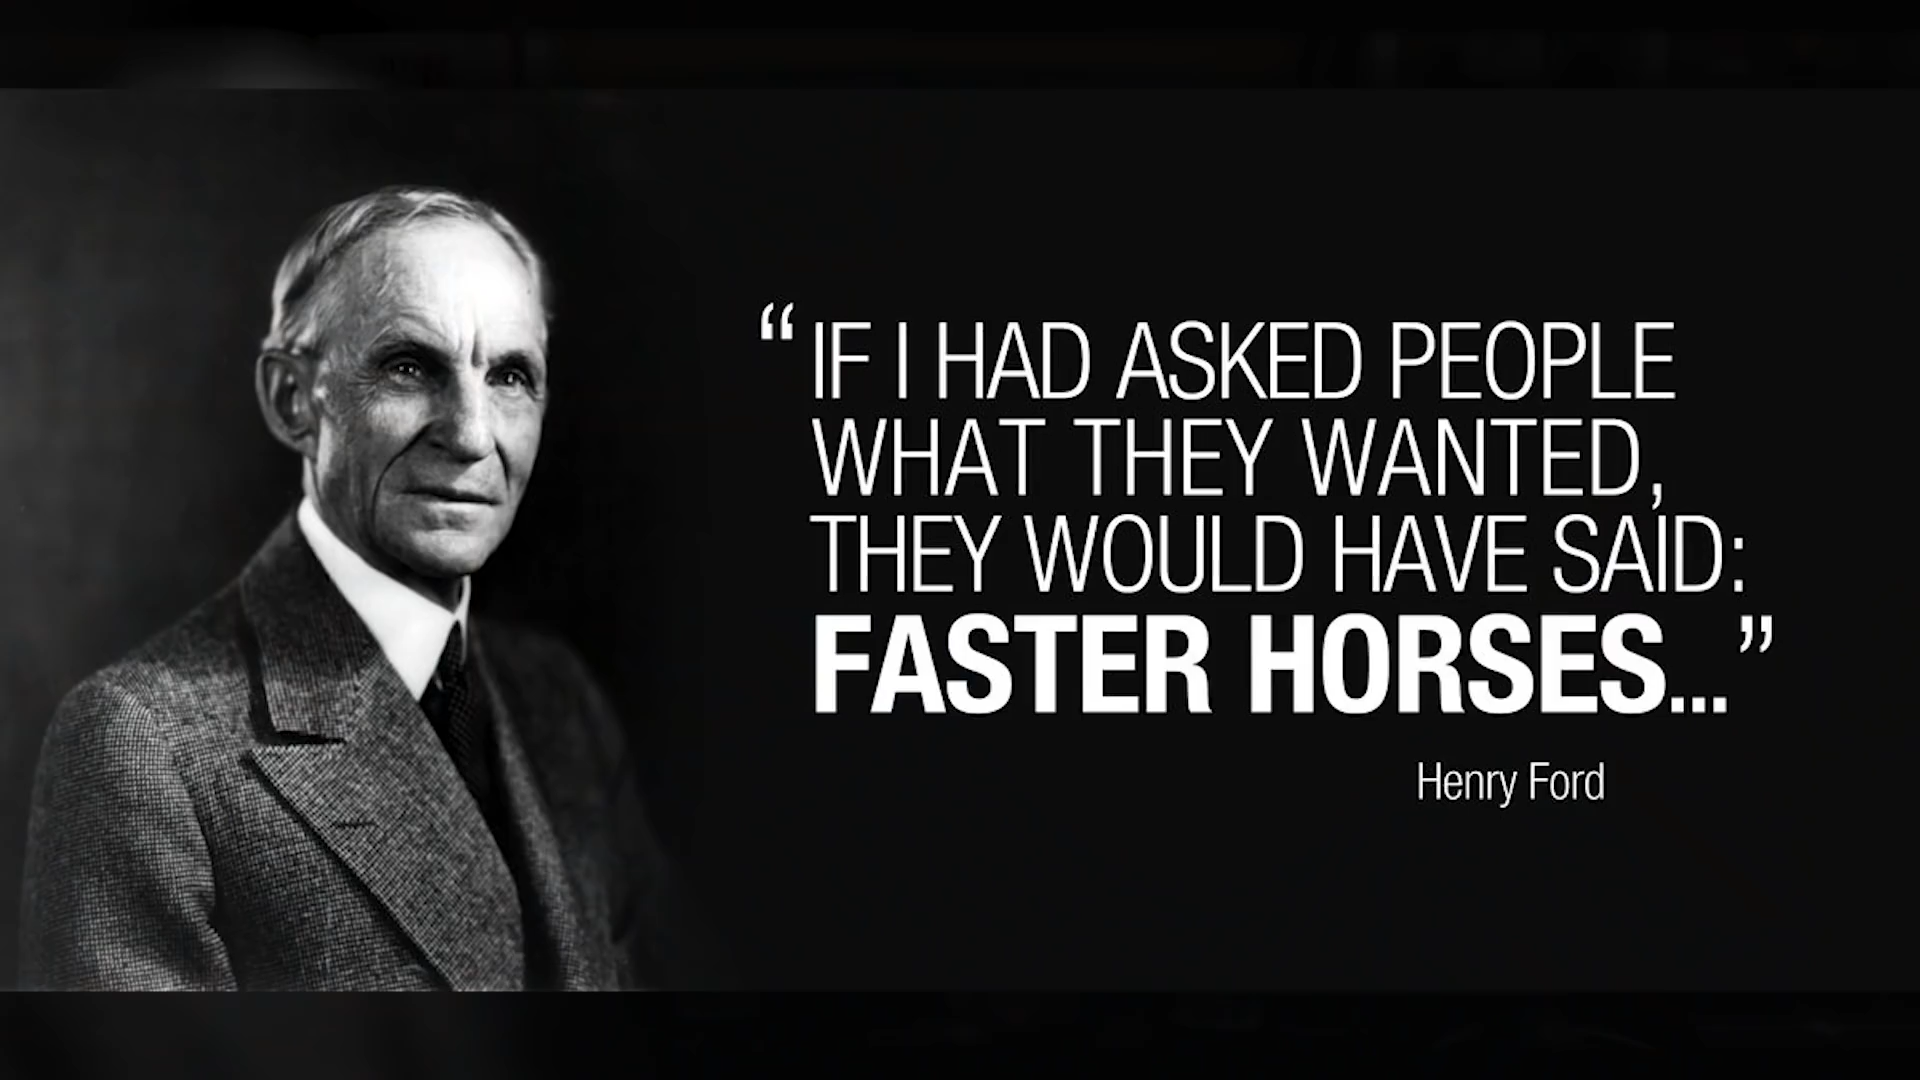 “IF I HAD ASKED PEOPLE
WHAT THEY WANTED,
THEY WOULD HAVE SAID:
FASTER HORSES...”
Henry Ford